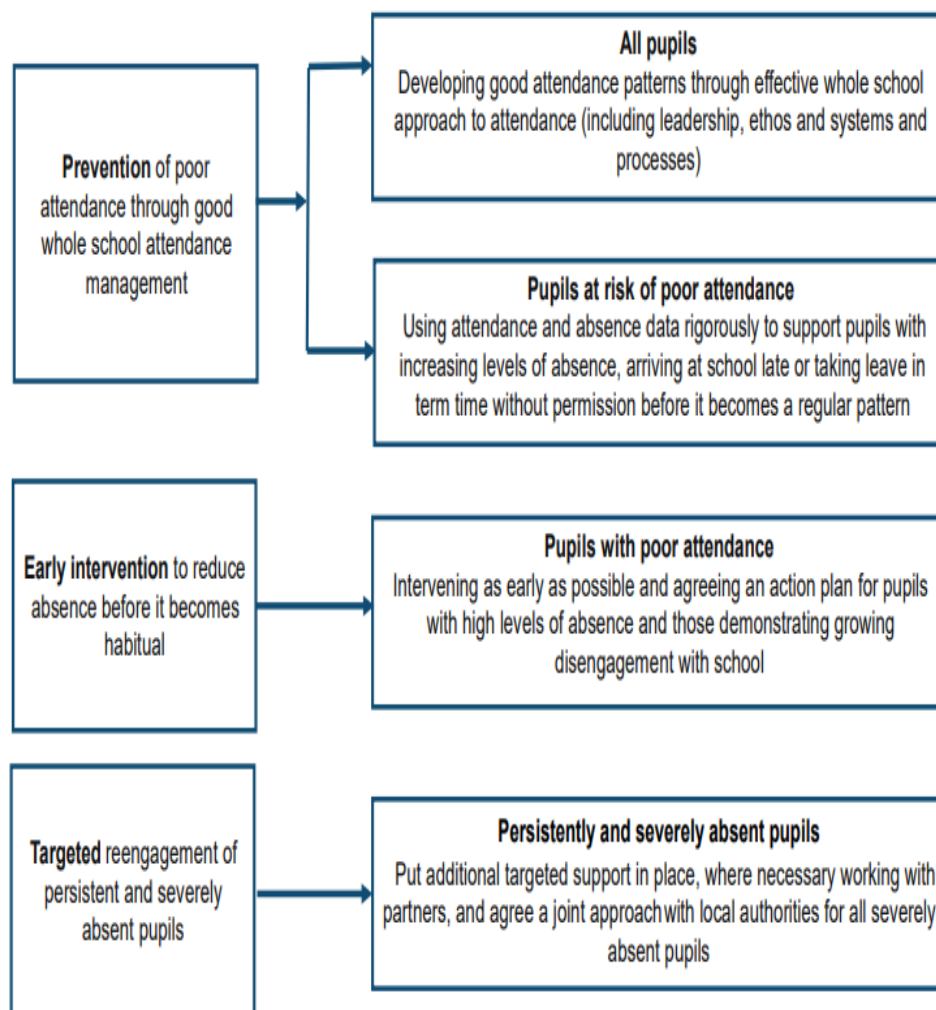 Prevention of poor
attendance through good
whole school attendance
management
All pupils
Developing good attendance patterns through effective whole school
approach to attendance (including leadership, ethos and systems and
processes)
Pupils at risk of poor attendance
Using attendance and absence data rigorously to support pupils with
increasing levels of absence, arriving at school late or taking leave in
term time without permission before it becomes a regular pattern
Early intervention to reduce
absence before it becomes
habitual
Pupils with poor attendance
Intervening as early as possible and agreeing an action plan for pupils
with high levels of absence and those demonstrating growing
disengagement with school
Targeted reengagement of
persistent and severely
absent pupils
Persistently and severely absent pupils
Put additional targeted support in place, where necessary working with
partners, and agree a joint approach with local authorities for all severely
absent pupils